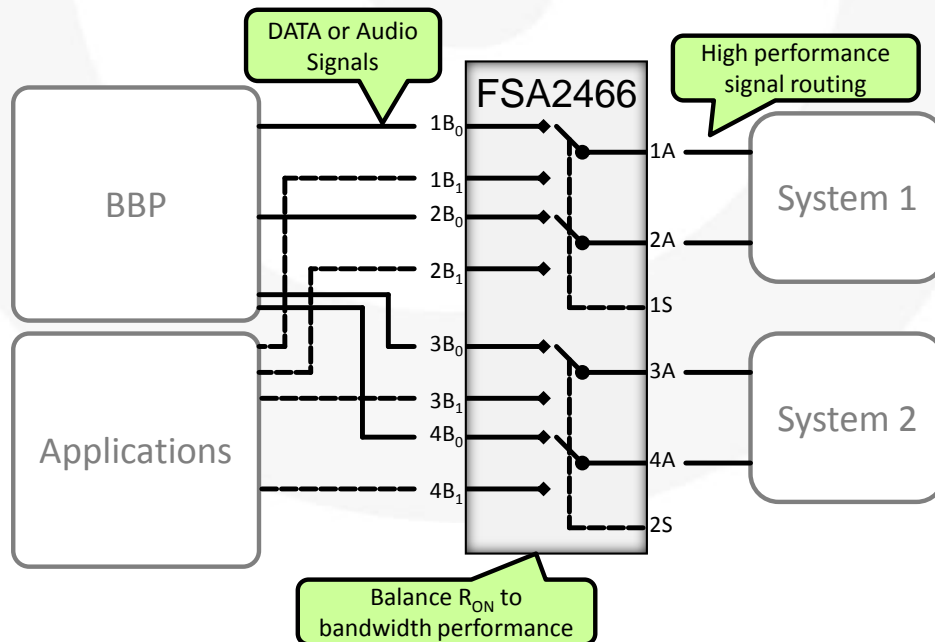 DATA or Audio
Signals
High performance
signal routing
FSA2466
BBP
Applications
1B₀
1B₁
2B₀
2B₁
3B₀
3B₁
4B₀
4B₁
1A
2A
1S
3A
4A
2S
System 1
System 2
Balance R_ON to
bandwidth performance